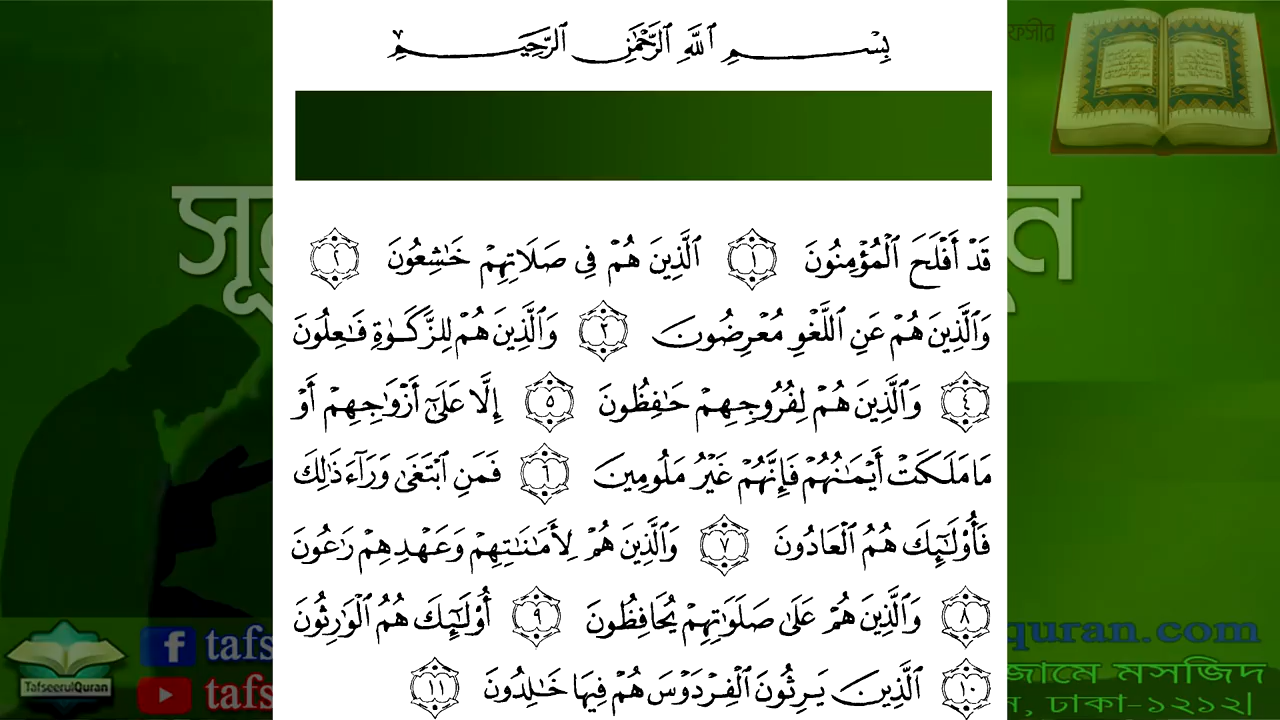 بِسْمِ ٱللَّهِ ٱلرَّحْمَٰنِ ٱلرَّحِيمِ
قَدْ أَفْلَحَ ٱلْمُؤْمِنُونَ ١ ٱلَّذِينَ هُمْ فِى صَلَاتِهِمْ خَٰشِعُونَ ٢
وَٱلَّذِينَ هُمْ عَنِ ٱللَّغْوِ مُعْرِضُونَ ٣ وَٱلَّذِينَ هُمْ لِلزَّكَوٰةِ فَٰعِلُونَ
٤ وَٱلَّذِينَ هُمْ لِفُرُوجِهِمْ حَٰفِظُونَ ٥ إِلَّا عَلَىٰٓ أَزْوَٰجِهِمْ أَوْ
مَا مَلَكَتْ أَيْمَٰنُهُمْ فَإِنَّهُمْ غَيْرُ مَلُومِينَ ٦ فَمَنِ ٱبْتَغَىٰ وَرَآءَ ذَٰلِكَ
فَأُو۟لَٰٓئِكَ هُمُ ٱلْعَادُونَ ٧ وَٱلَّذِينَ هُمْ لِأَمَٰنَٰتِهِمْ وَعَهْدِهِمْ رَٰعُونَ
٨ وَٱلَّذِينَ هُمْ عَلَىٰ صَلَوَٰتِهِمْ يُحَافِظُونَ ٩ أُو۟لَٰٓئِكَ هُمُ ٱلْوَٰرِثُونَ
١٠ ٱلَّذِينَ يَرِثُونَ ٱلْفِرْدَوْسَ هُمْ فِيهَا خَٰلِدُونَ ١١
TafseerulQuran
quran.com
জামে মসজিদ
ঢাকা-১২১২|